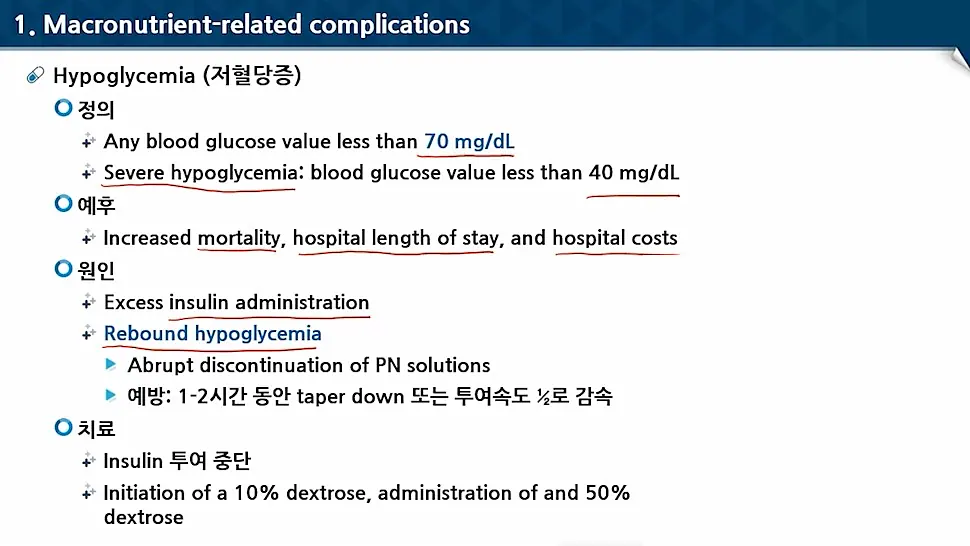 1. Macronutrient-related complications
Hypoglycemia (저혈당증)
정의
Any blood glucose value less than 70 mg/dL
Severe hypoglycemia: blood glucose value less than 40 mg/dL
예후
Increased mortality, hospital length of stay, and hospital costs
원인
Excess insulin administration
Rebound hypoglycemia
Abrupt discontinuation of PN solutions
예방: 1-2시간 동안 taper down 또는 투여속도 ½로 감속
치료
Insulin 투여 중단
Initiation of a 10% dextrose, administration of and 50%
dextrose